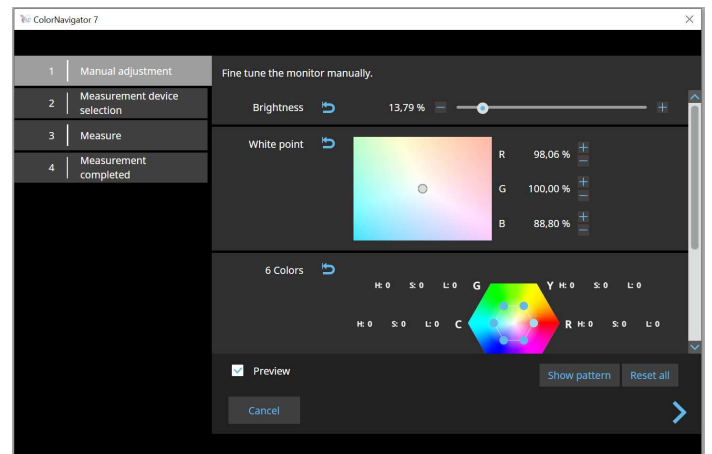 ColorNavigator 7
1 Manual adjustment
2 Measurement device
selection
3 Measure
4 Measurement
completed
Fine tune the monitor manually.
Brightness 13,79 %
White point
R 98,06 %
G 100,00 %
B 88,80 %
6 Colors
H: 0 S: 0 L: 0 G Y H: 0 S: 0 L: 0
H: 0 S: 0 L: 0 C R H: 0 S: 0 L: 0
Preview
Show pattern Reset all
Cancel